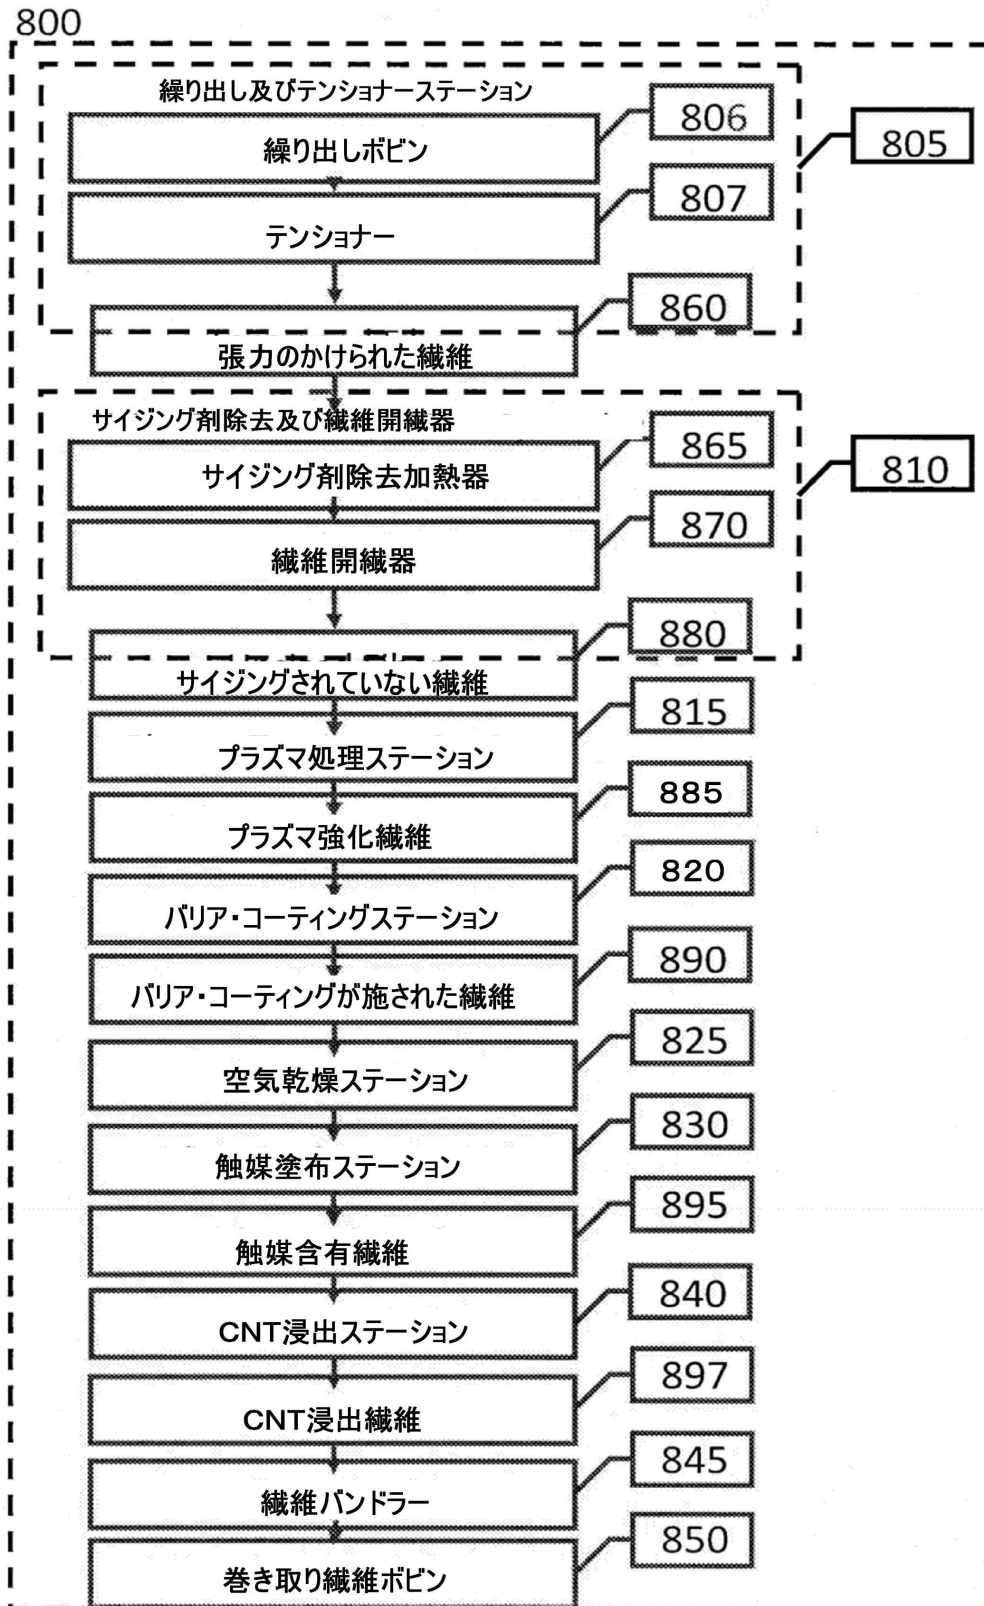 800
繰り出し及びテンショナーステーション
806
繰り出しボビン
805
807
テンショナー
860
張力のかけられた繊維
サイジング剤除去及び繊維開繊器
865
サイジング剤除去加熱器
810
870
繊維開繊器
880
サイジングされていない繊維
815
プラズマ処理ステーション
885
プラズマ強化繊維
820
バリア・コーティングステーション
890
バリア・コーティングが施された繊維
825
空気乾燥ステーション
830
触媒塗布ステーション
895
触媒含有繊維
840
CNT浸出ステーション
897
CNT浸出繊維
845
繊維バンドラー
850
巻き取り繊維ボビン